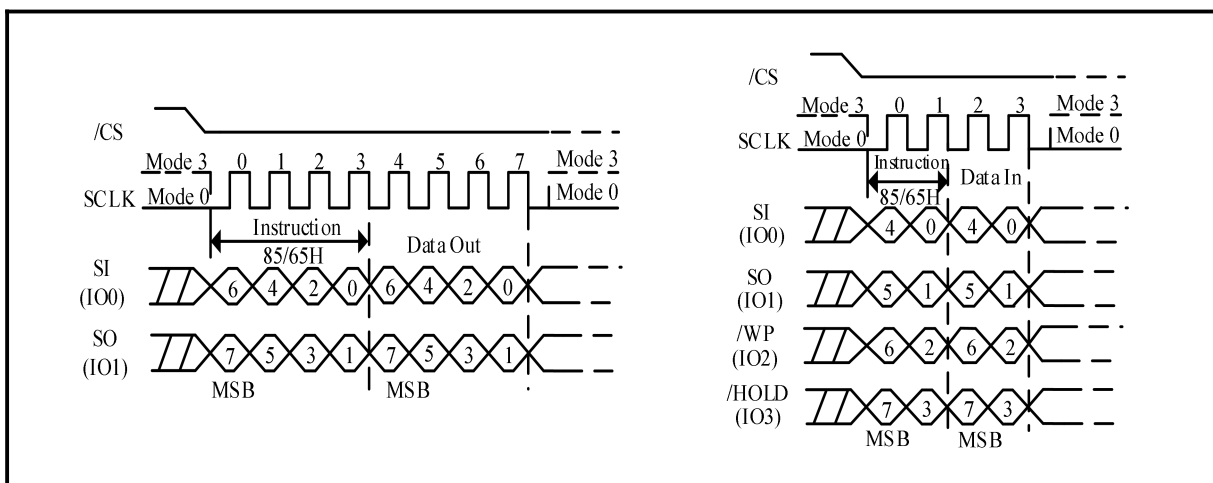 /CS
Mode 3 0 1 2 3 4 5 6 7 Mode 3
SCLK Mode 0 Mode 0
Instruction
85/65H Data Out
SI
(IO0) 6 4 2 0 6 4 2 0
SO
(IO1) 7 5 3 1 7 5 3 1
MSB MSB
/CS
Mode 3 0 1 2 3 Mode 3
SCLK Mode 0 Mode 0
Instruction Data In
85/65H
SI
(IO0) 4 0 4 0
SO
(IO1) 5 1 5 1
/WP
(IO2) 6 2 6 2
/HOLD
(IO3) 7 3 7 3
MSB MSB